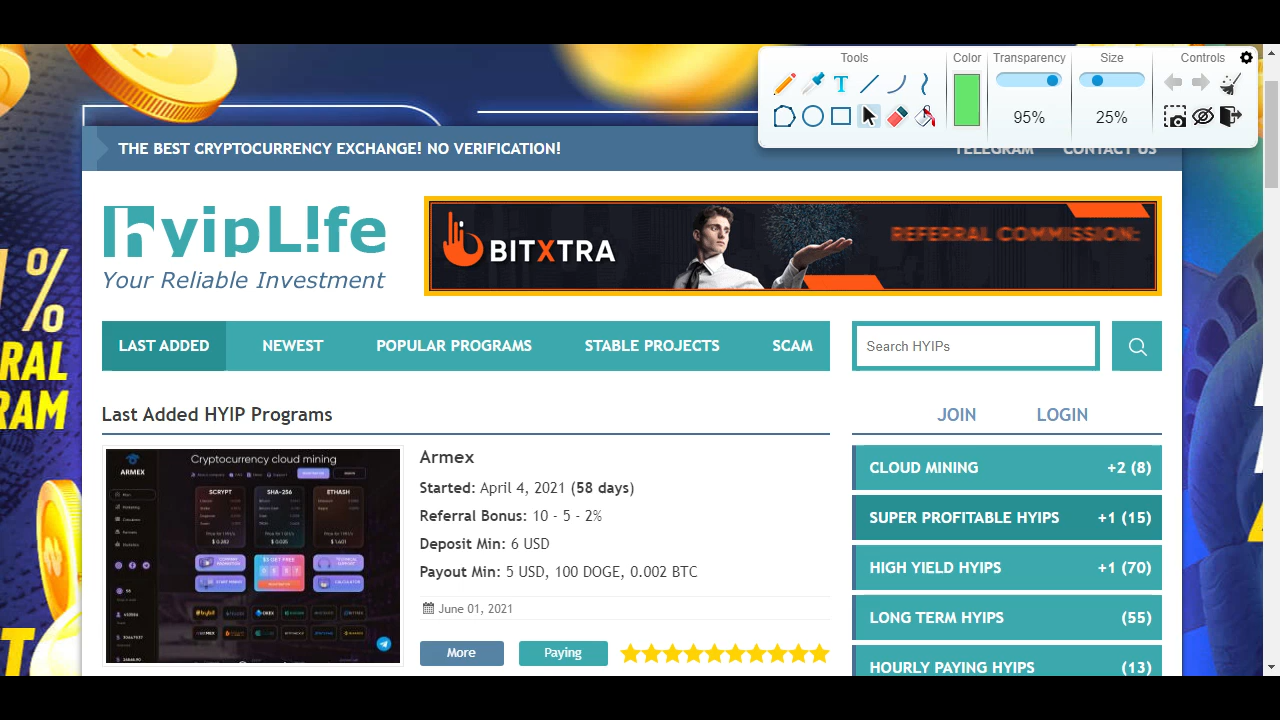 Tools
Color
Transparency
Size
Controls
T
95%
25%
THE BEST CRYPTOCURRENCY EXCHANGE! NO VERIFICATION!
TELEGRAM
CONTACT US
hyipL!fe
Your Reliable Investment
BITXTRA
REFERRAL COMMISSION:
1%
RAL
RAM
LAST ADDED
NEWEST
POPULAR PROGRAMS
STABLE PROJECTS
SCAM
Search HYIPs
Last Added HYIP Programs
JOIN
LOGIN
ARMEX
Cryptocurrency cloud mining
SCRYPT
SHA-256
ETHASH
Armex
Started: April 4, 2021 (58 days)
Referral Bonus: 10 - 5 - 2%
Deposit Min: 6 USD
Payout Min: 5 USD, 100 DOGE, 0.002 BTC
June 01, 2021
More
Paying
CLOUD MINING +2 (8)
SUPER PROFITABLE HYIPS +1 (15)
HIGH YIELD HYIPS +1 (70)
LONG TERM HYIPS (55)
HOURLY PAYING HYIPS (13)